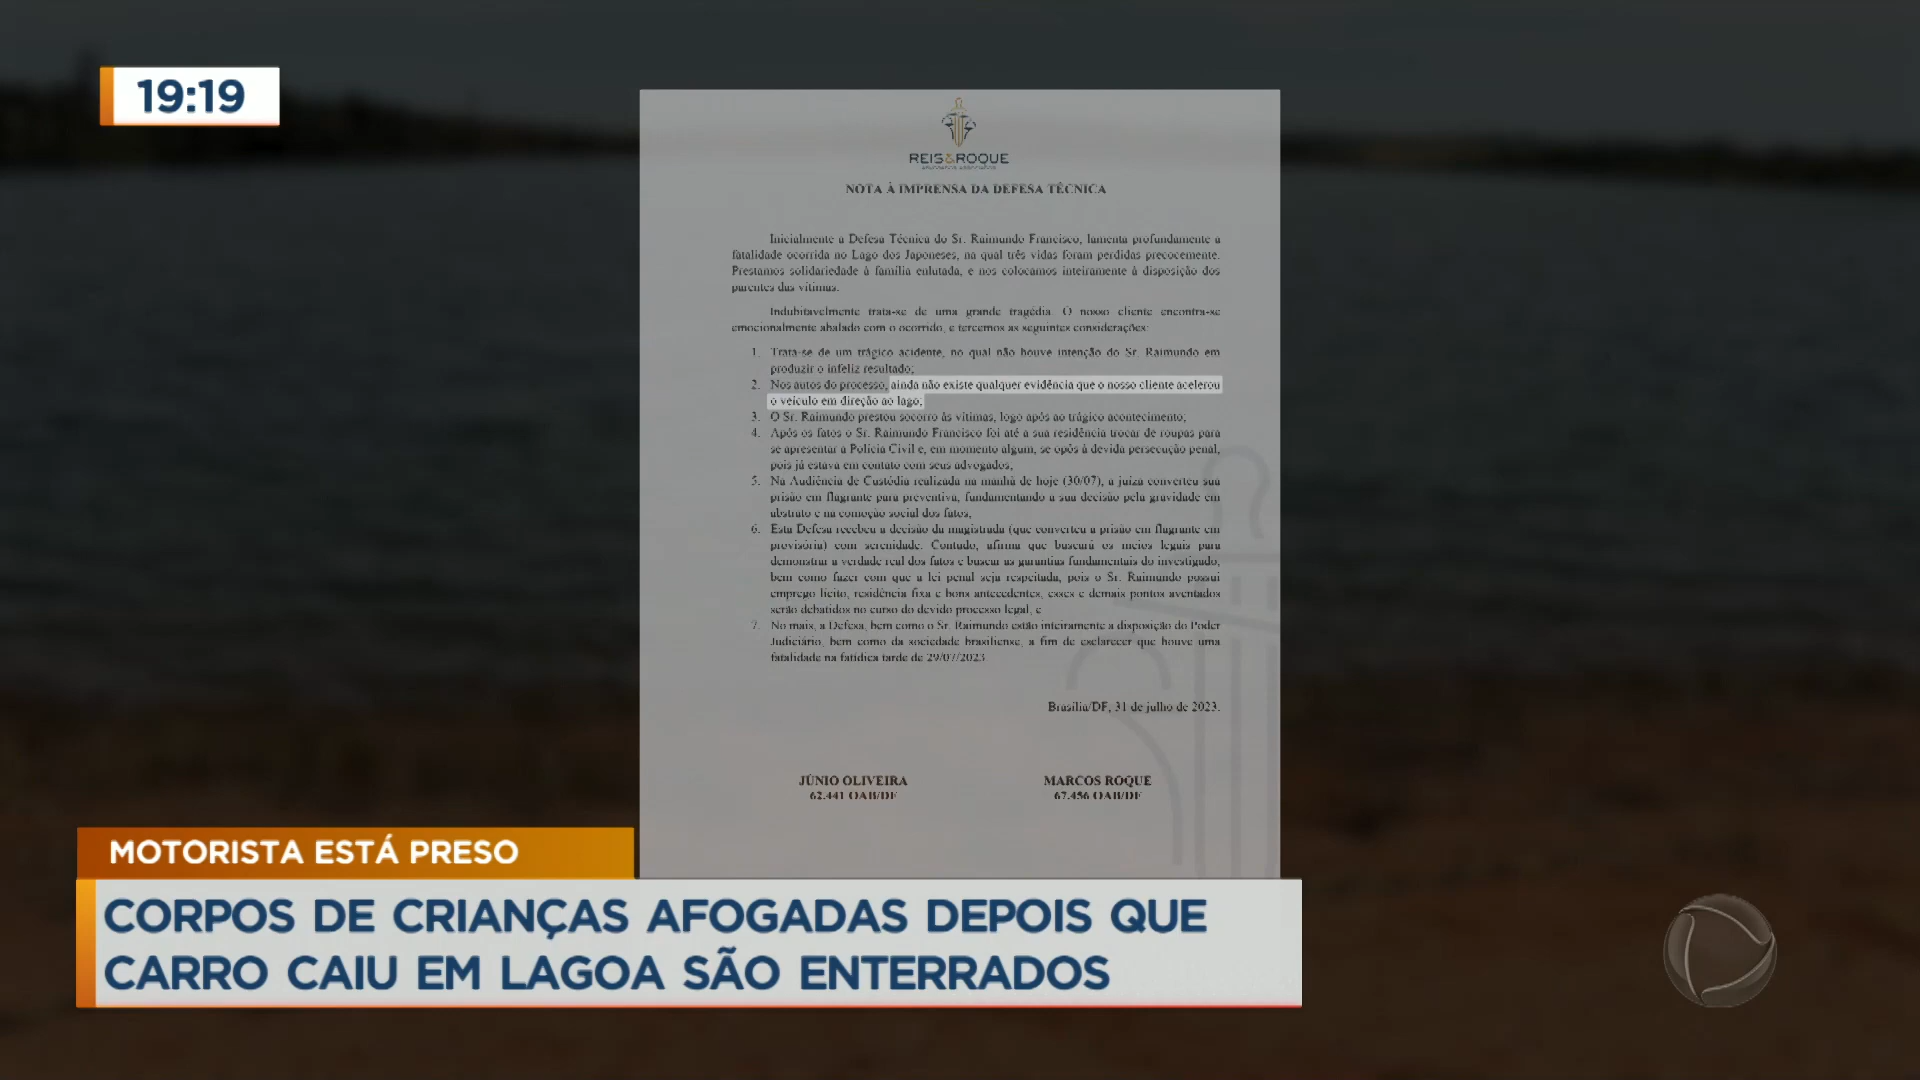 19:19
REIS&ROQUE
NOTA À IMPRENSA DA DEFESA TÉCNICA
Inicialmente a Defesa Técnica do Sr. Raimundo Francisco, lamenta profundamente a
fatalidade ocorrida no Lago dos Japoneses, na qual três vidas foram perdidas precocemente.
Prestamos solidariedade à família enlutada, e nos colocamos inteiramente à disposição dos
parentes das vítimas.
Indubitavelmente trata-se de uma grande tragédia. O nosso cliente encontra-se
emocionalmente abalado com o ocorrido, e tercemos as seguintes considerações:
1. Trata-se de um trágico acidente, no qual não houve intenção do Sr. Raimundo em
produzir o infeliz resultado;
2. Nos autos do processo, ainda não existe qualquer evidência que o nosso cliente acelerou
o veículo em direção ao lago;
3. O Sr. Raimundo prestou socorro às vítimas, logo após ao trágico acontecimento;
4. Após os fatos o Sr. Raimundo Francisco foi até a sua residência trocar de roupas para
se apresentar a Polícia Civil e, em momento algum, se opôs à devida persecução penal,
pois já estava em contato com seus advogados;
5. Na Audiência de Custódia realizada na manhã de hoje (30/07), a juíza converteu sua
prisão em flagrante para preventiva, fundamentando a sua decisão pela gravidade em
abstrato e na comoção social dos fatos;
6. Esta Defesa recebeu a decisão da magistrada (que converteu a prisão em flagrante em
provisória) com serenidade. Contudo, afirma que buscará os meios legais para
demonstrar a verdade real dos fatos e buscar as garantias fundamentais do investigado,
bem como fazer com que a lei penal seja respeitada, pois o Sr. Raimundo possui
emprego lícito, residência fixa e bons antecedentes, esses e demais pontos aventados
serão debatidos no curso do devido processo legal, e
7. No mais, a Defesa, bem como o Sr. Raimundo estão inteiramente a disposição do Poder
Judiciário, bem como da sociedade brasiliense, a fim de esclarecer que houve uma
fatalidade na fatídica tarde de 29/07/2023.
Brasília/DF, 31 de julho de 2023.
JÚNIO OLIVEIRA
62.441 OAB/DF
MARCOS ROQUE
67.456 OAB/DF
MOTORISTA ESTÁ PRESO
CORPOS DE CRIANÇAS AFOGADAS DEPOIS QUE
CARRO CAIU EM LAGOA SÃO ENTERRADOS